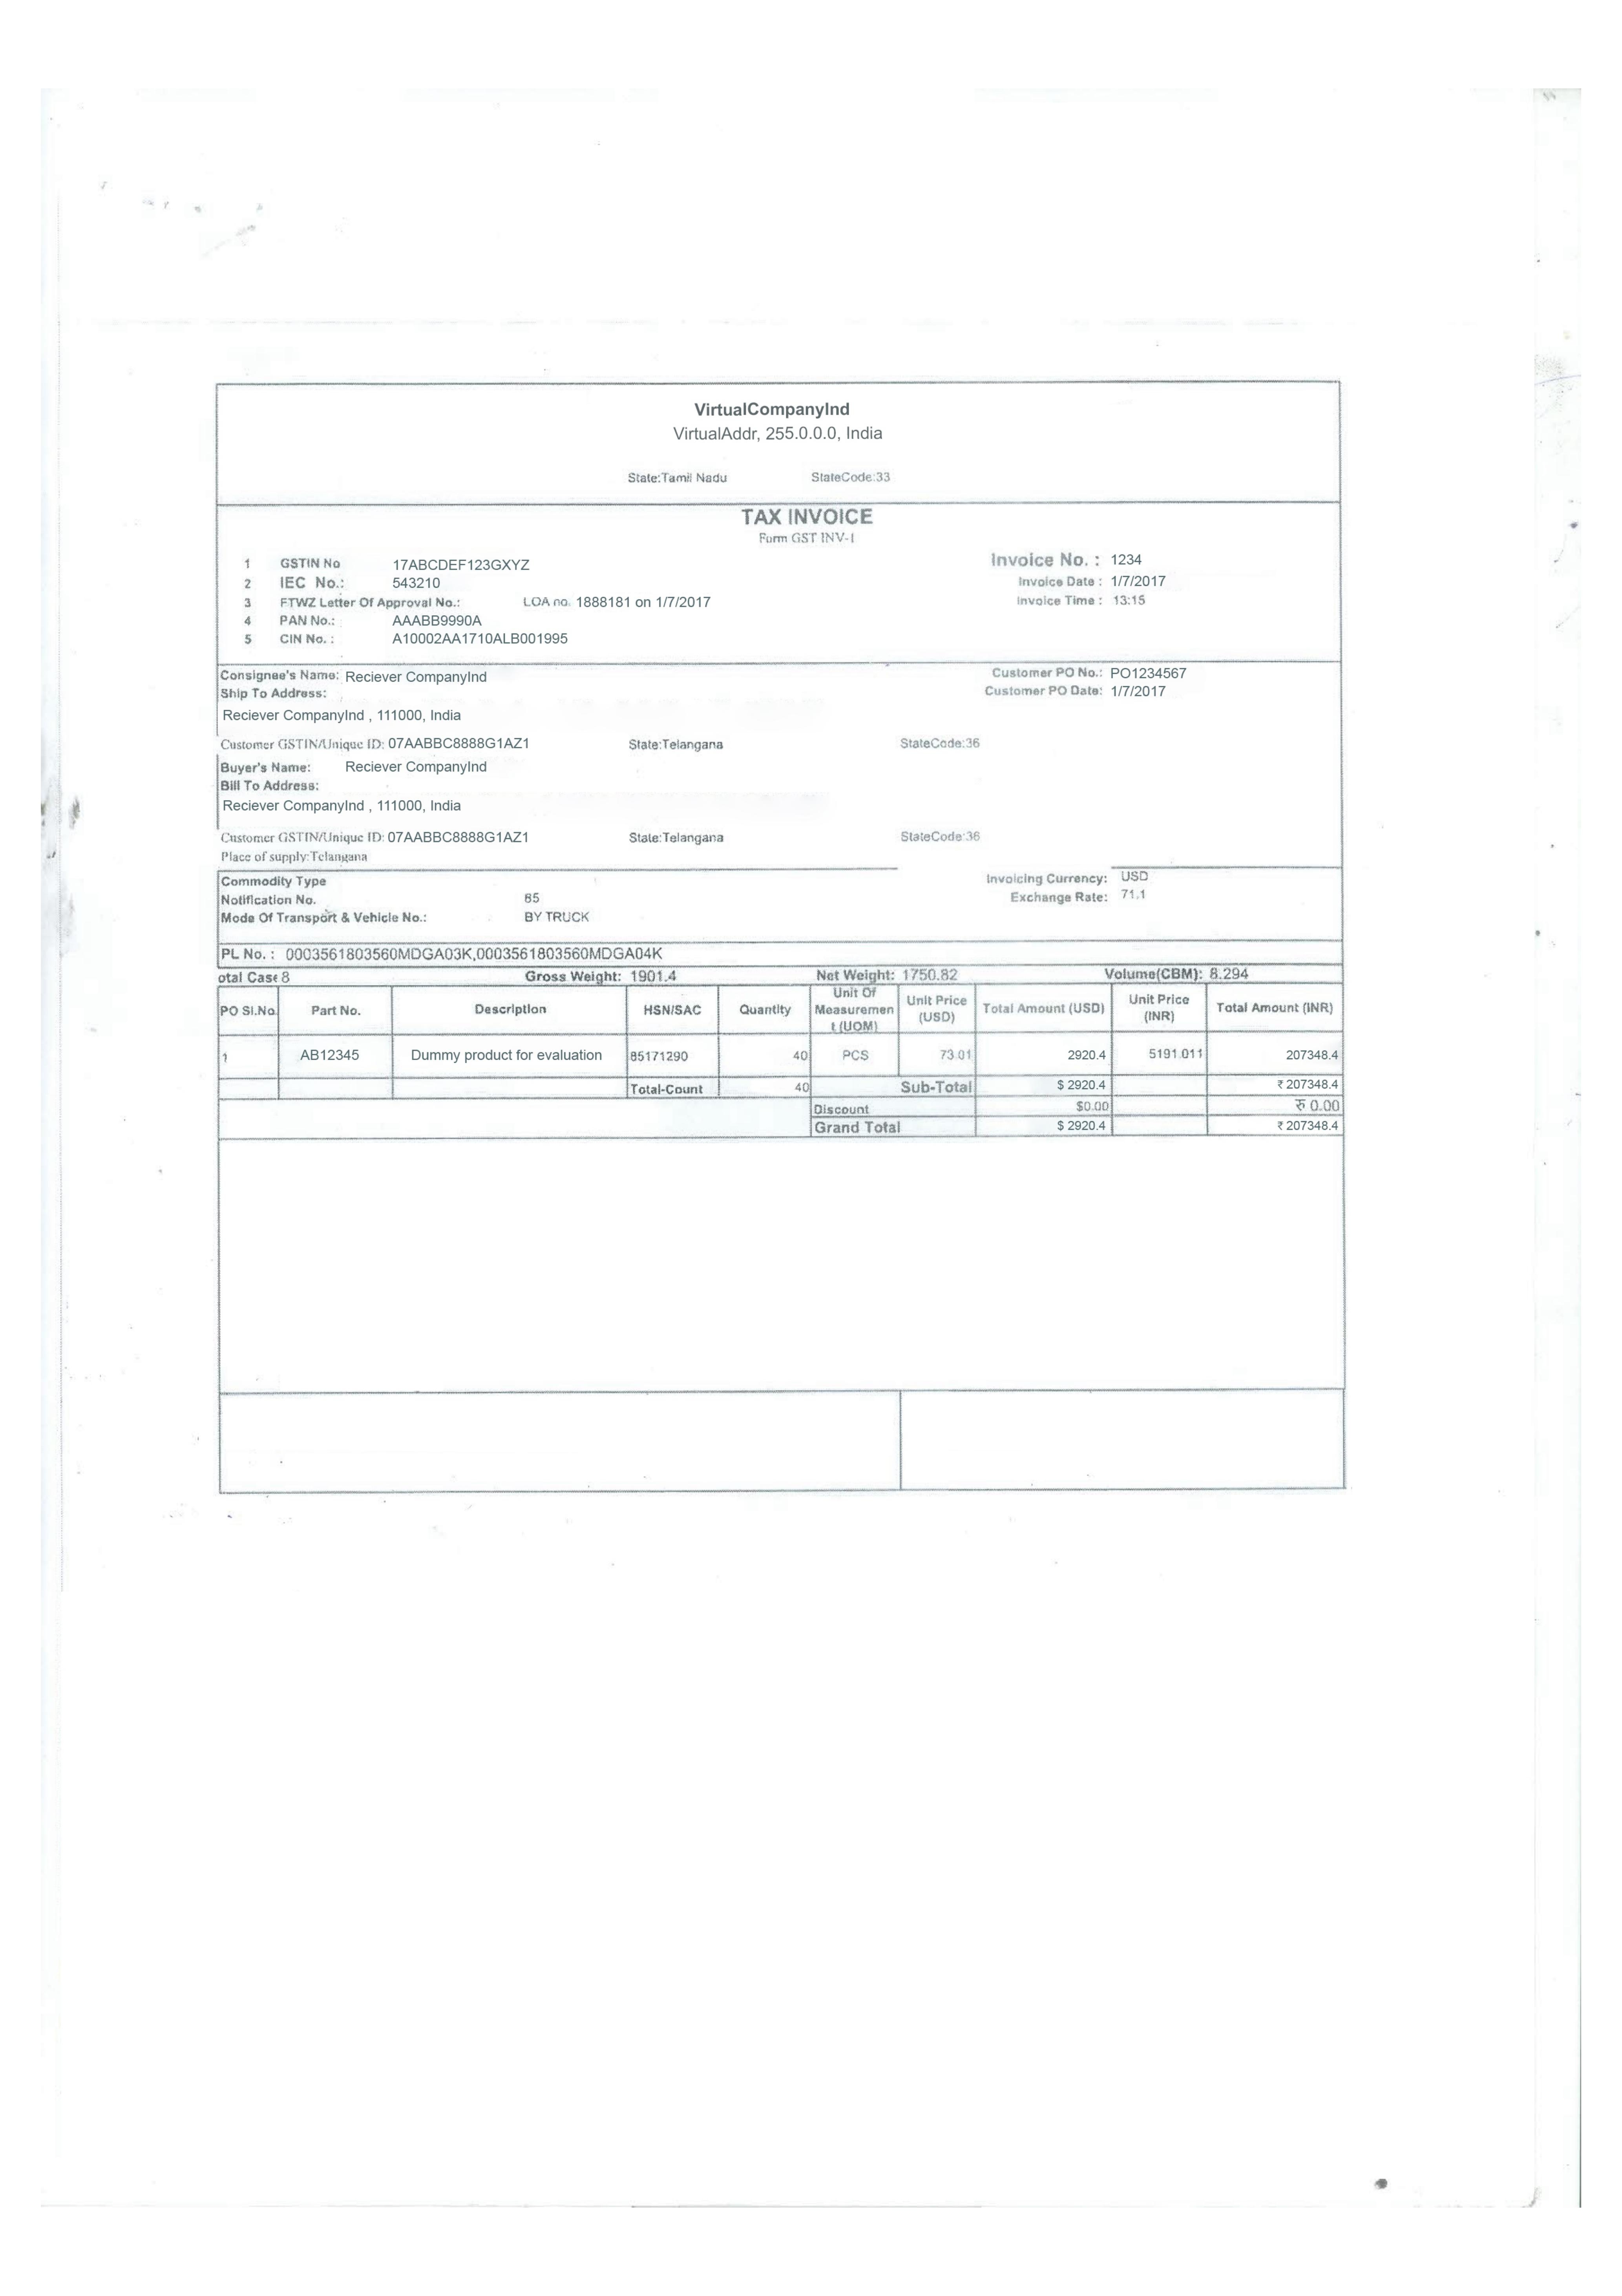 VirtualCompanyInd
VirtualAddr, 255.0.0.0, India
State:Tamil Nadu StateCode:33
TAX INVOICE
Form GST INV-1
1 GSTIN No 17ABCDEF123GXYZ Invoice No. : 1234
2 IEC No.: 543210 Invoice Date : 1/7/2017
3 FTWZ Letter Of Approval No.: LOA no. 1888181 on 1/7/2017 Invoice Time : 13:15
4 PAN No.: AAABB9990A
5 CIN No. : A10002AA1710ALB001995
Consignee's Name: Reciever CompanyInd Customer PO No.: PO1234567
Ship To Address: Customer PO Date: 1/7/2017
Reciever CompanyInd , 111000, India
Customer GSTIN/Unique ID: 07AABBC8888G1AZ1 State:Telangana StateCode:36
Buyer's Name: Reciever CompanyInd
Bill To Address:
Reciever CompanyInd , 111000, India
Customer GSTIN/Unique ID: 07AABBC8888G1AZ1 State:Telangana StateCode:36
Place of supply:Telangana
Commodity Type Invoicing Currency: USD
Notification No. 65 Exchange Rate: 71.1
Mode Of Transport & Vehicle No.: BY TRUCK
PL No. : 0003561803560MDGA03K,0003561803560MDGA04K
otal Case 8 Gross Weight: 1901.4 Net Weight: 1750.82 Volume(CBM): 8.294
PO Sl.No. Part No. Description HSN/SAC Quantity Unit Of Measuremen t (UOM) Unit Price (USD) Total Amount (USD) Unit Price (INR) Total Amount (INR)
1 AB12345 Dummy product for evaluation 85171290 40 PCS 73.01 2920.4 5191.011 207348.4
Total-Count 40 Sub-Total $ 2920.4 ₹ 207348.4
Discount $0.00 रु 0.00
Grand Total $ 2920.4 ₹ 207348.4